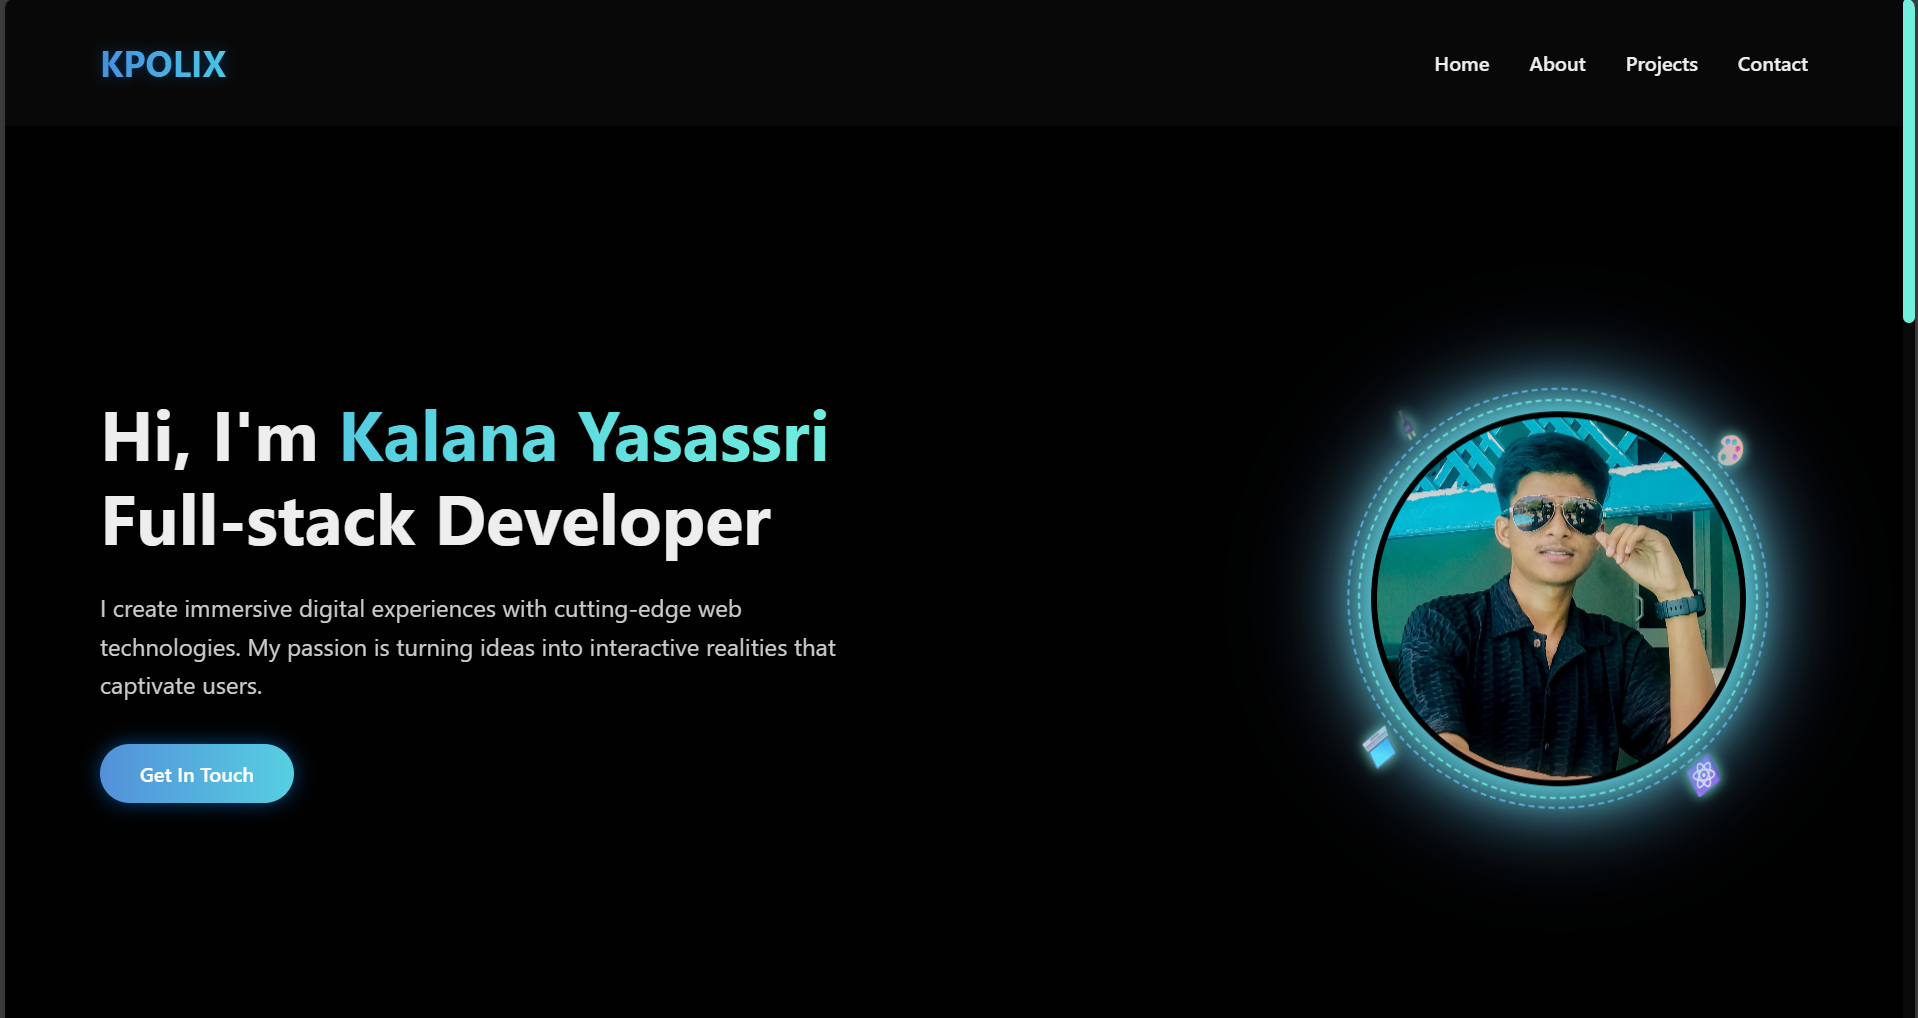 KPOLIX
Home
About
Projects
Contact
Hi, I'm Kalana Yasassri
Full-stack Developer
I create immersive digital experiences with cutting-edge web
technologies. My passion is turning ideas into interactive realities that
captivate users.
Get In Touch